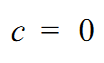 c = 0